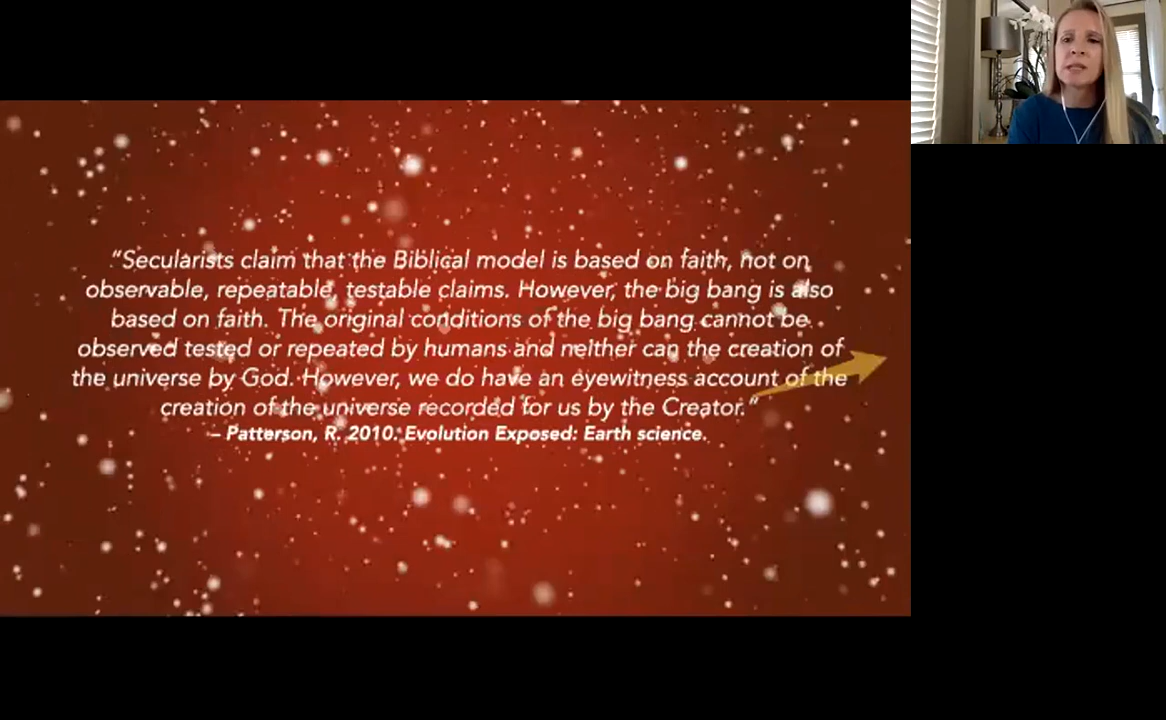 “Secularists claim that the Biblical model is based on faith, not on
observable, repeatable, testable claims. However, the big bang is also
based on faith. The original conditions of the big bang cannot be
observed tested or repeated by humans and neither can the creation of
the universe by God. However, we do have an eyewitness account of the
creation of the universe recorded for us by the Creator.”
– Patterson, R. 2010. Evolution Exposed: Earth science.